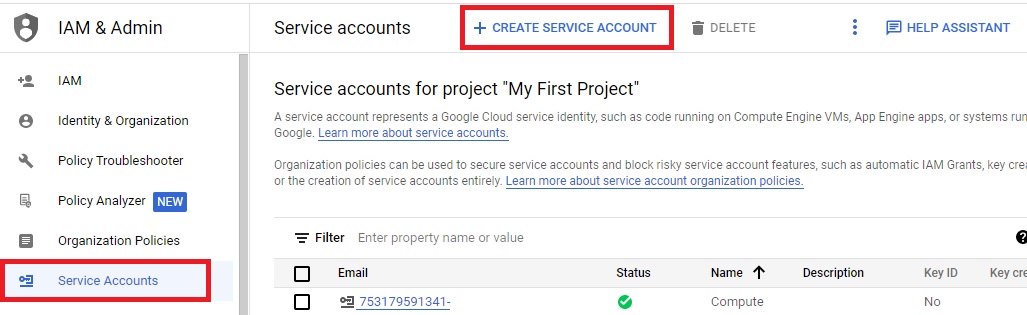 IAM & Admin
Service accounts
+ CREATE SERVICE ACCOUNT
DELETE
HELP ASSISTANT
IAM
Identity & Organization
Policy Troubleshooter
Policy Analyzer NEW
Organization Policies
Service Accounts
Service accounts for project "My First Project"
A service account represents a Google Cloud service identity, such as code running on Compute Engine VMs, App Engine apps, or systems run
Google. Learn more about service accounts.
Organization policies can be used to secure service accounts and block risky service account features, such as automatic IAM Grants, key crea
or the creation of service accounts entirely. Learn more about service account organization policies.
Filter Enter property name or value
Email Status Name Description Key ID Key cre
753179591341- Compute No